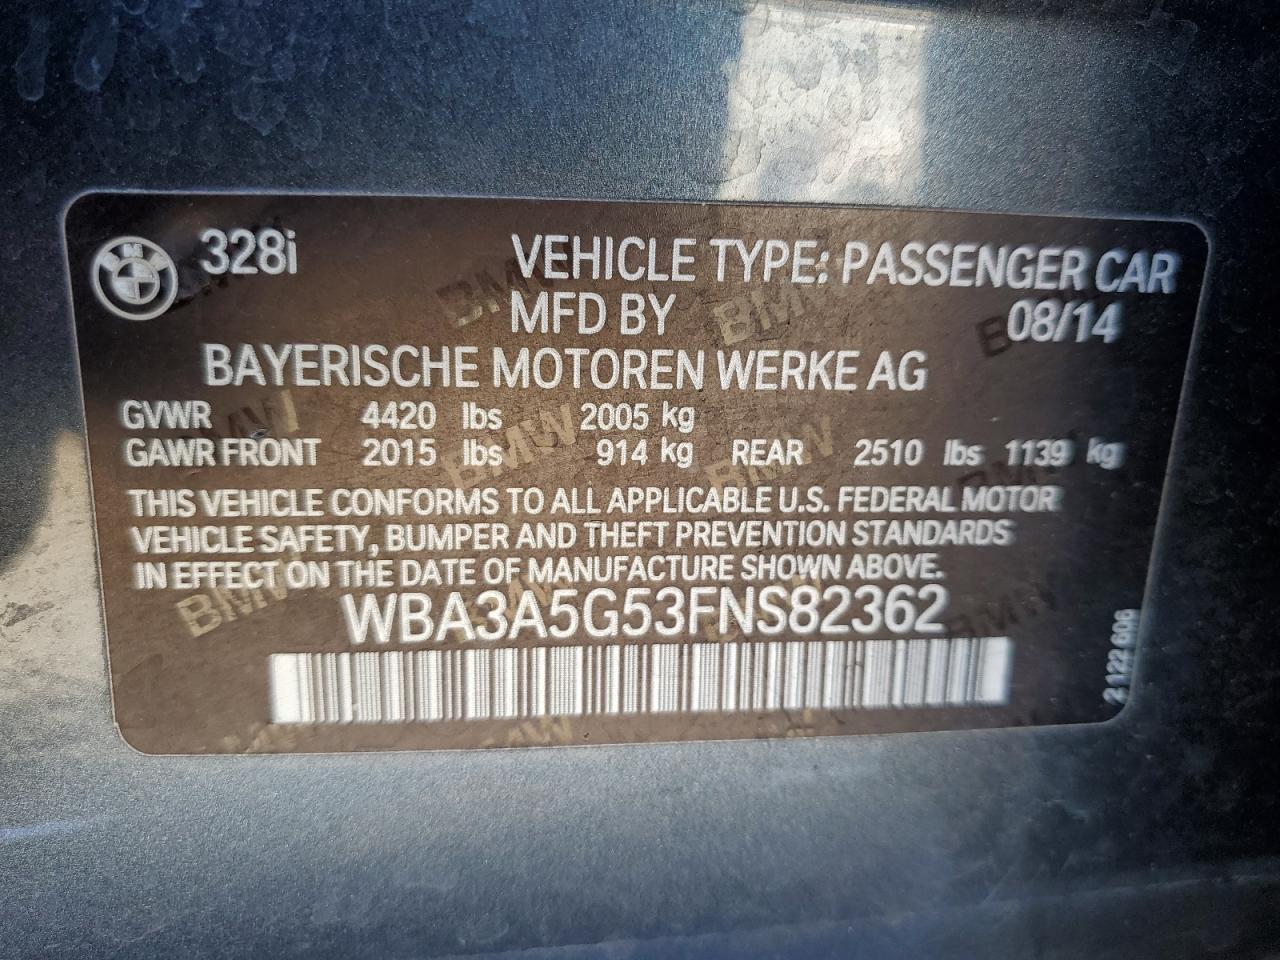 328i VEHICLE TYPE: PASSENGER CAR
MFD BY 08/14
BAYERISCHE MOTOREN WERKE AG
GVWR 4420 lbs 2005 kg
GAWR FRONT 2015 lbs 914 kg REAR 2510 lbs 1139 kg
THIS VEHICLE CONFORMS TO ALL APPLICABLE U.S. FEDERAL MOTOR
VEHICLE SAFETY, BUMPER AND THEFT PREVENTION STANDARDS
IN EFFECT ON THE DATE OF MANUFACTURE SHOWN ABOVE.
WBA3A5G53FNS82362
2 122 606